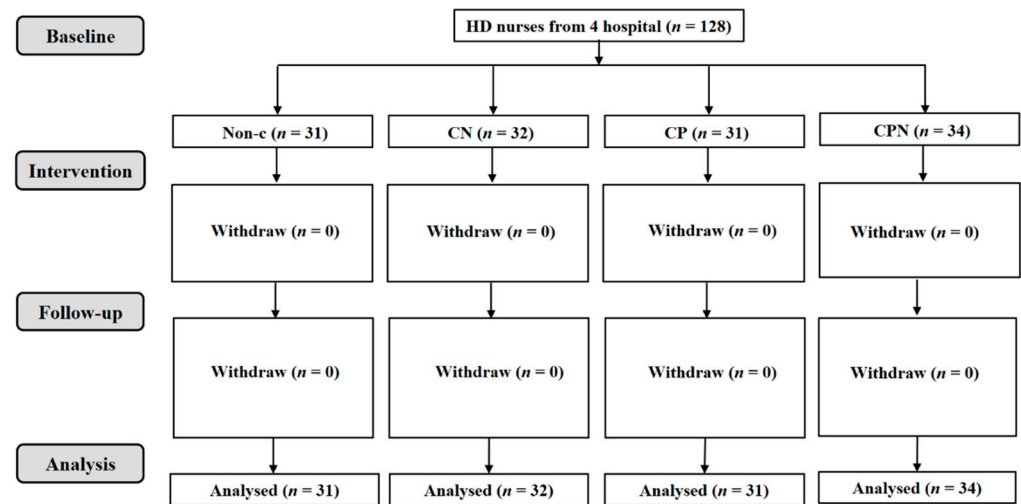 Baseline
HD nurses from 4 hospital (n = 128)
Non-c (n = 31)
CN (n = 32)
CP (n = 31)
CPN (n = 34)
Intervention
Withdraw (n = 0)
Withdraw (n = 0)
Withdraw (n = 0)
Withdraw (n = 0)
Follow-up
Withdraw (n = 0)
Withdraw (n = 0)
Withdraw (n = 0)
Withdraw (n = 0)
Analysis
Analysed (n = 31)
Analysed (n = 32)
Analysed (n = 31)
Analysed (n = 34)